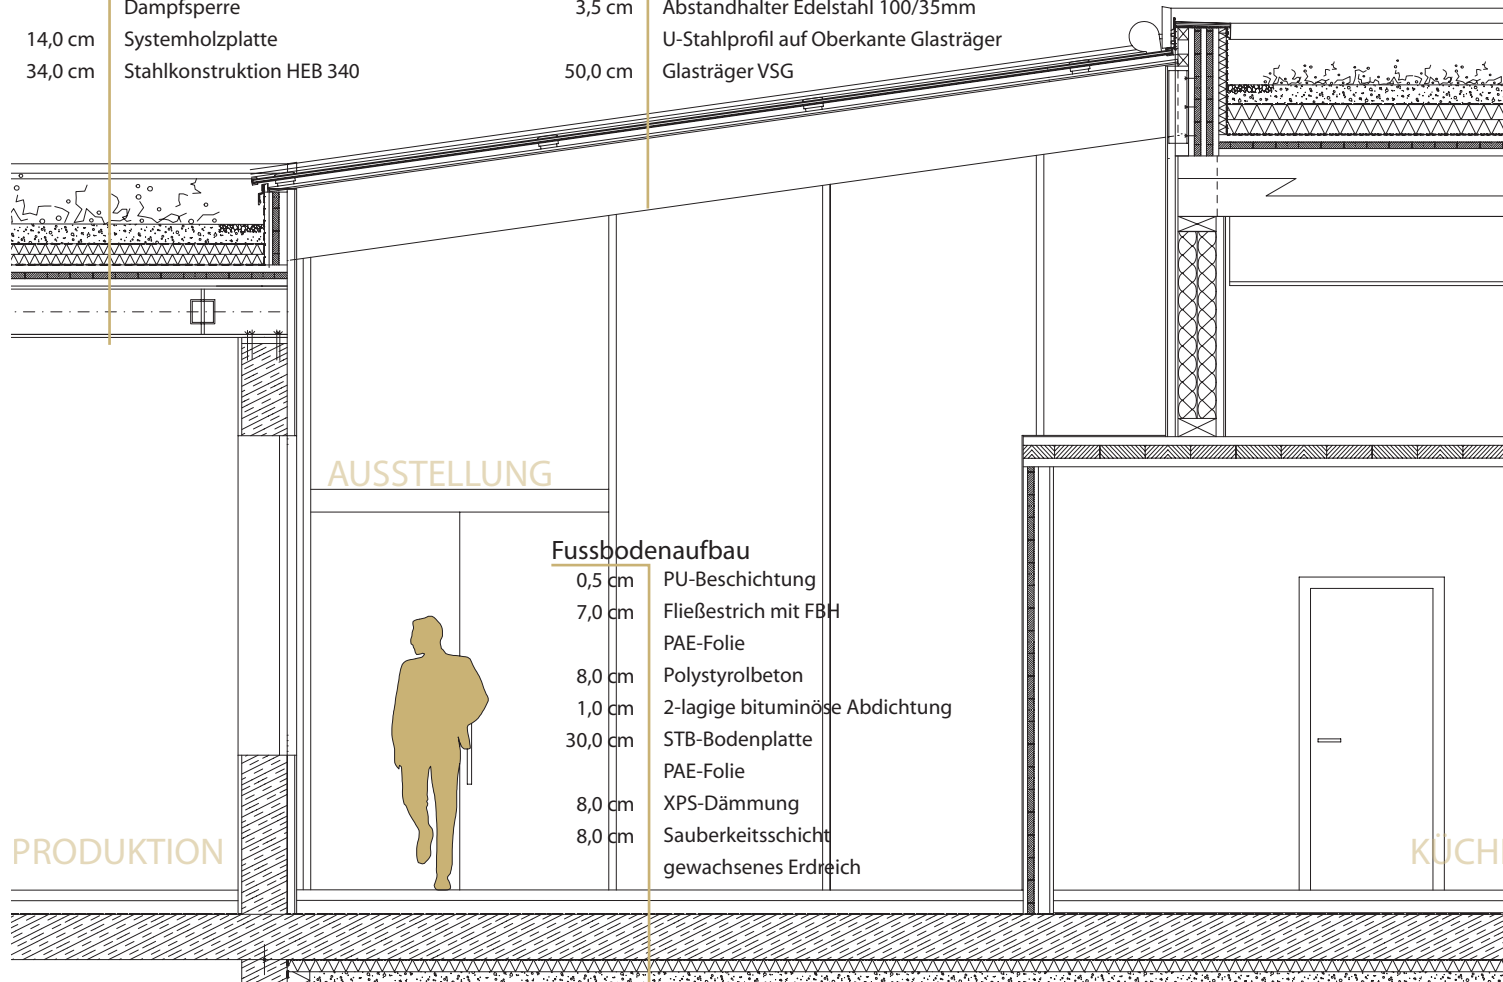 Dampfsperre
14,0 cm Systemholzplatte
34,0 cm Stahlkonstruktion HEB 340
3,5 cm Abstandhalter Edelstahl 100/35mm
U-Stahlprofil auf Oberkante Glasträger
50,0 cm Glasträger VSG
AUSSTELLUNG
Fussbodenaufbau
0,5 cm PU-Beschichtung
7,0 cm Fließestrich mit FBH
PAE-Folie
8,0 cm Polystyrolbeton
1,0 cm 2-lagige bituminöse Abdichtung
30,0 cm STB-Bodenplatte
PAE-Folie
8,0 cm XPS-Dämmung
8,0 cm Sauberkeitsschicht
gewachsenes Erdreich
PRODUKTION
KÜCH